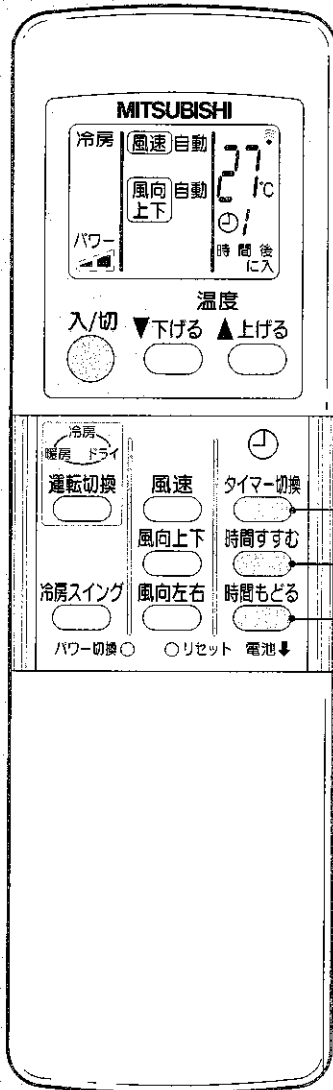 MITSUBISHI
冷房 風速 自動 27℃
風向上下 自動
1時間後に入
パワー
温度
入/切 ▼下げる ▲上げる
冷房
暖房 ドライ
運転切換 風速 タイマー切換
風向上下 時間すすむ
冷房スイング 風向左右 時間もどる
パワー切換○ ○リセット 電池⬇